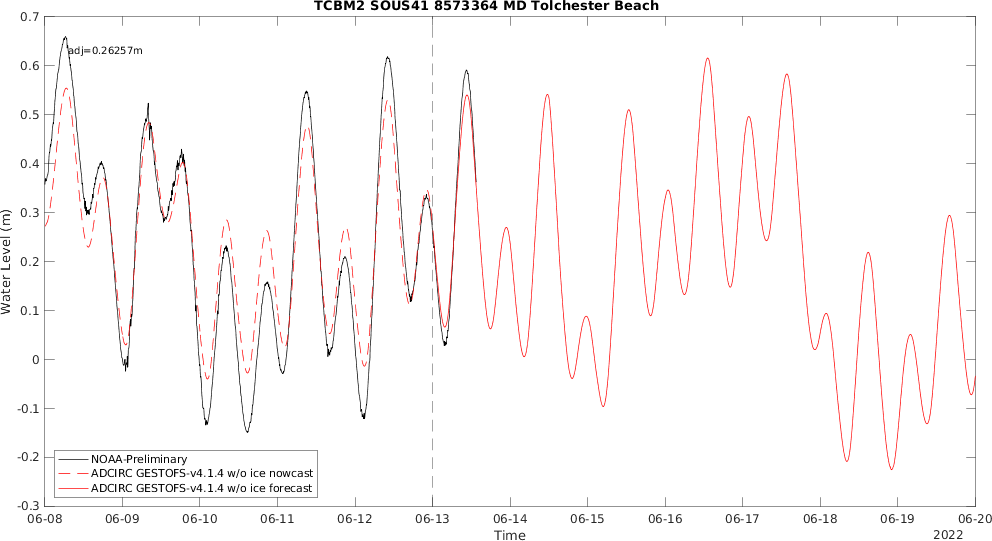 TCBM2 SOUS41 8573364 MD Tolchester Beach
0.7
0.6
0.5
0.4
0.3
0.2
0.1
0
-0.1
-0.2
-0.3
Water Level (m)
adj=0.26257m
NOAA-Preliminary
ADCIRC GESTOFS-v4.1.4 w/o ice nowcast
ADCIRC GESTOFS-v4.1.4 w/o ice forecast
06-08 06-09 06-10 06-11 06-12 06-13 06-14 06-15 06-16 06-17 06-18 06-19 06-20
Time
2022